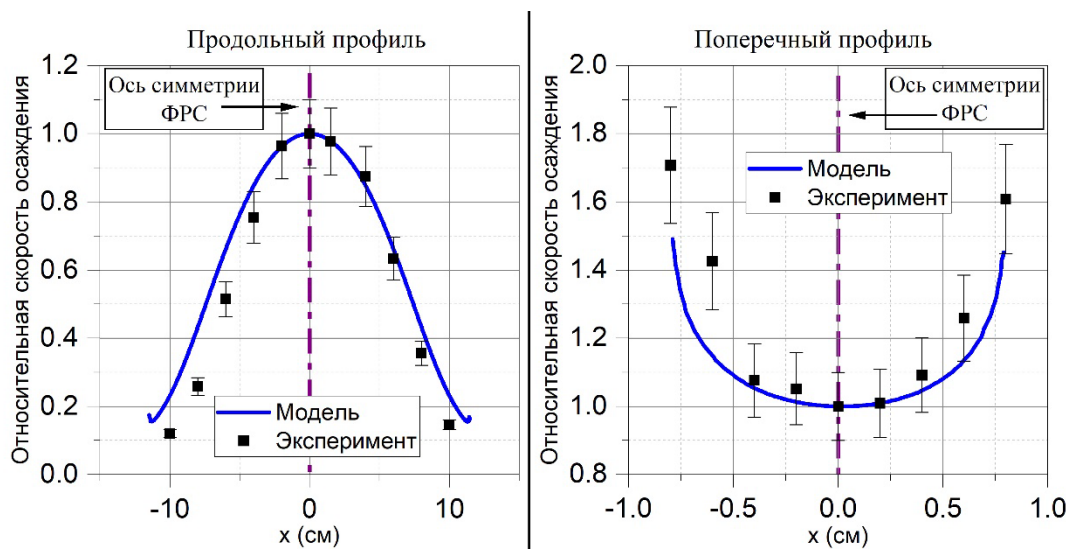 Продольный профиль
Относительная скорость осаждения
1.2
1.0
0.8
0.6
0.4
0.2
0.0
Ось симметрии
ФРС
Модель
Эксперимент
-10
0
10
x (см)
Поперечный профиль
Относительная скорость осаждения
2.0
1.8
1.6
1.4
1.2
1.0
0.8
Ось симметрии
ФРС
Модель
Эксперимент
-1.0
-0.5
0.0
0.5
1.0
x (см)